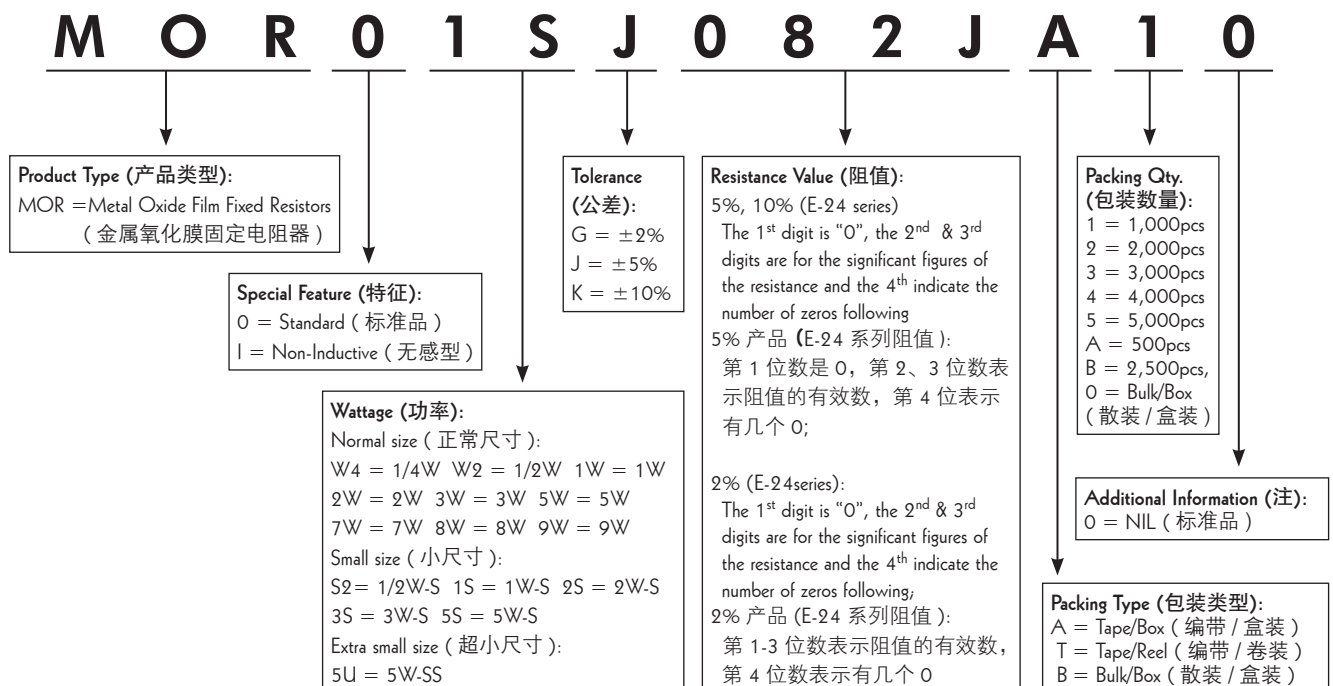 MOR01SJ082JA10
Product Type (产品类型):
MOR =Metal Oxide Film Fixed Resistors
( 金属氧化膜固定电阻器 )
Special Feature (特征):
0 = Standard ( 标准品 )
I = Non-Inductive ( 无感型 )
Wattage (功率):
Normal size ( 正常尺寸 ):
W4 = 1/4W W2 = 1/2W 1W = 1W
2W = 2W 3W = 3W 5W = 5W
7W = 7W 8W = 8W 9W = 9W
Small size ( 小尺寸 ):
S2= 1/2W-S 1S = 1W-S 2S = 2W-S
3S = 3W-S 5S = 5W-S
Extra small size ( 超小尺寸 ):
5U = 5W-SS
Tolerance
(公差):
G = ±2%
J = ±5%
K = ±10%
Resistance Value (阻值):
5%, 10% (E-24 series)
The 1st digit is “0”, the 2nd & 3rd
digits are for the significant figures of
the resistance and the 4th indicate the
number of zeros following
5% 产品 (E-24 系列阻值 ):
第 1 位数是 0，第 2、3 位数表
示阻值的有效数，第 4 位表示
有几个 0;
2% (E-24series):
The 1st digit is “0”, the 2nd & 3rd
digits are for the significant figures of
the resistance and the 4th indicate the
number of zeros following;
2% 产品 (E-24 系列阻值 ):
第 1-3 位数表示阻值的有效数，
第 4 位数表示有几个 0
Packing Qty.
(包装数量):
1 = 1,000pcs
2 = 2,000pcs
3 = 3,000pcs
4 = 4,000pcs
5 = 5,000pcs
A = 500pcs
B = 2,500pcs,
0 = Bulk/Box
( 散装 / 盒装 )
Additional Information (注):
0 = NIL ( 标准品 )
Packing Type (包装类型):
A = Tape/Box ( 编带 / 盒装 )
T = Tape/Reel ( 编带 / 卷装 )
B = Bulk/Box ( 散装 / 盒装 )